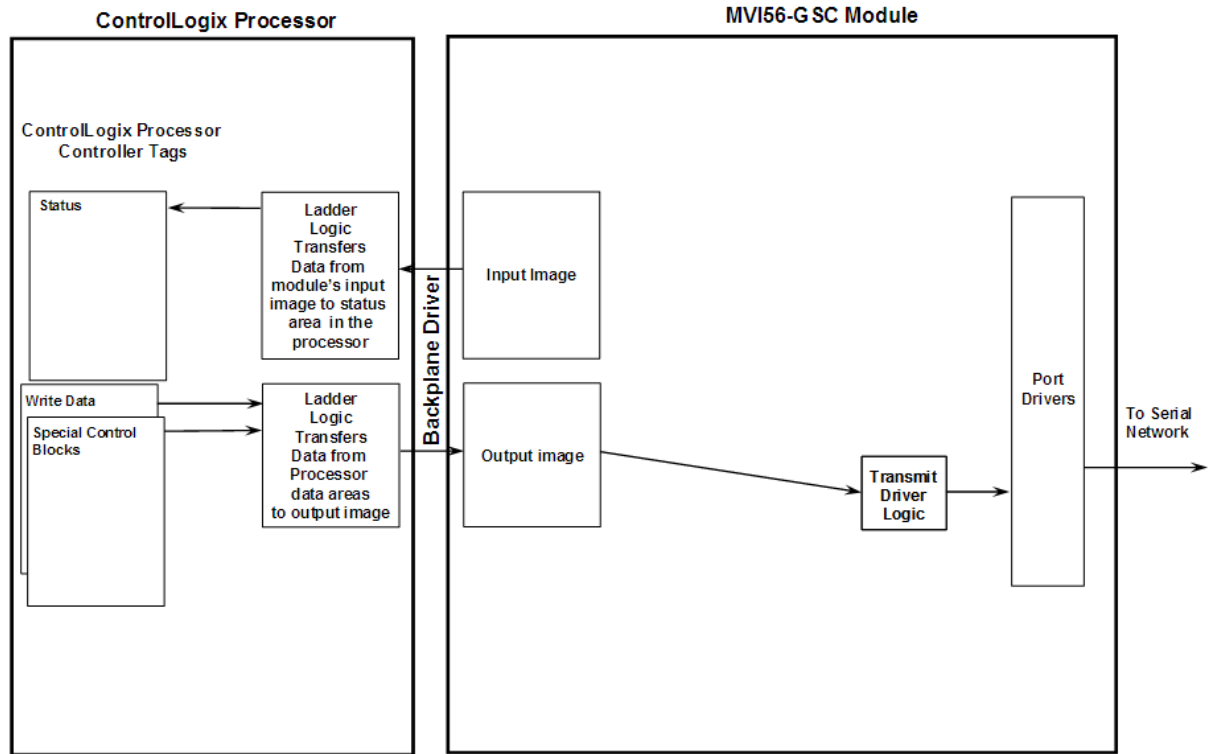 ControlLogix Processor
MVI56-GSC Module
ControlLogix Processor
Controller Tags
Status
Ladder
Logic
Transfers
Data from
module's input
image to status
area in the
processor
Backplane Driver
Input Image
Write Data
Special Control
Blocks
Ladder
Logic
Transfers
Data from
Processor
data areas
to output image
Output image
Transmit
Driver
Logic
Port
Drivers
To Serial
Network